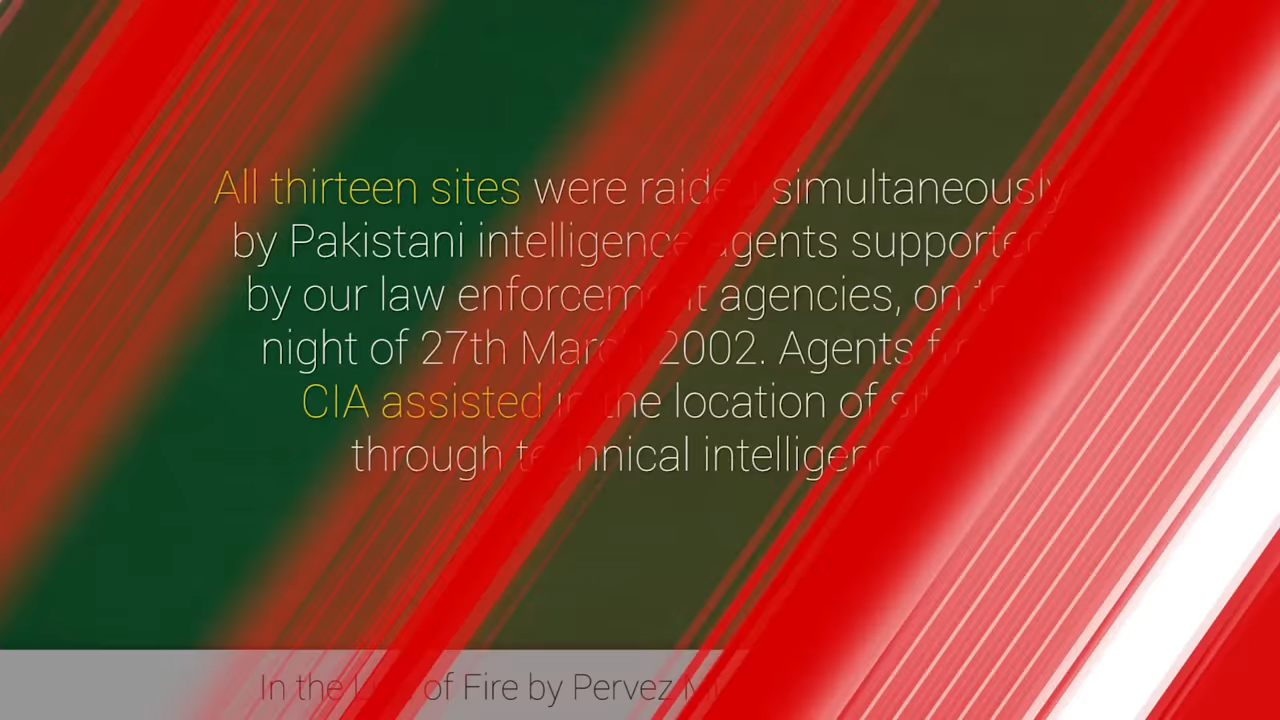 All thirteen sites were raided simultaneously
by Pakistani intelligence agents supported
by our law enforcement agencies, on
night of 27th March 2002. Agents
CIA assisted in the location of
through technical intelligence
In the of Fire by Pervez